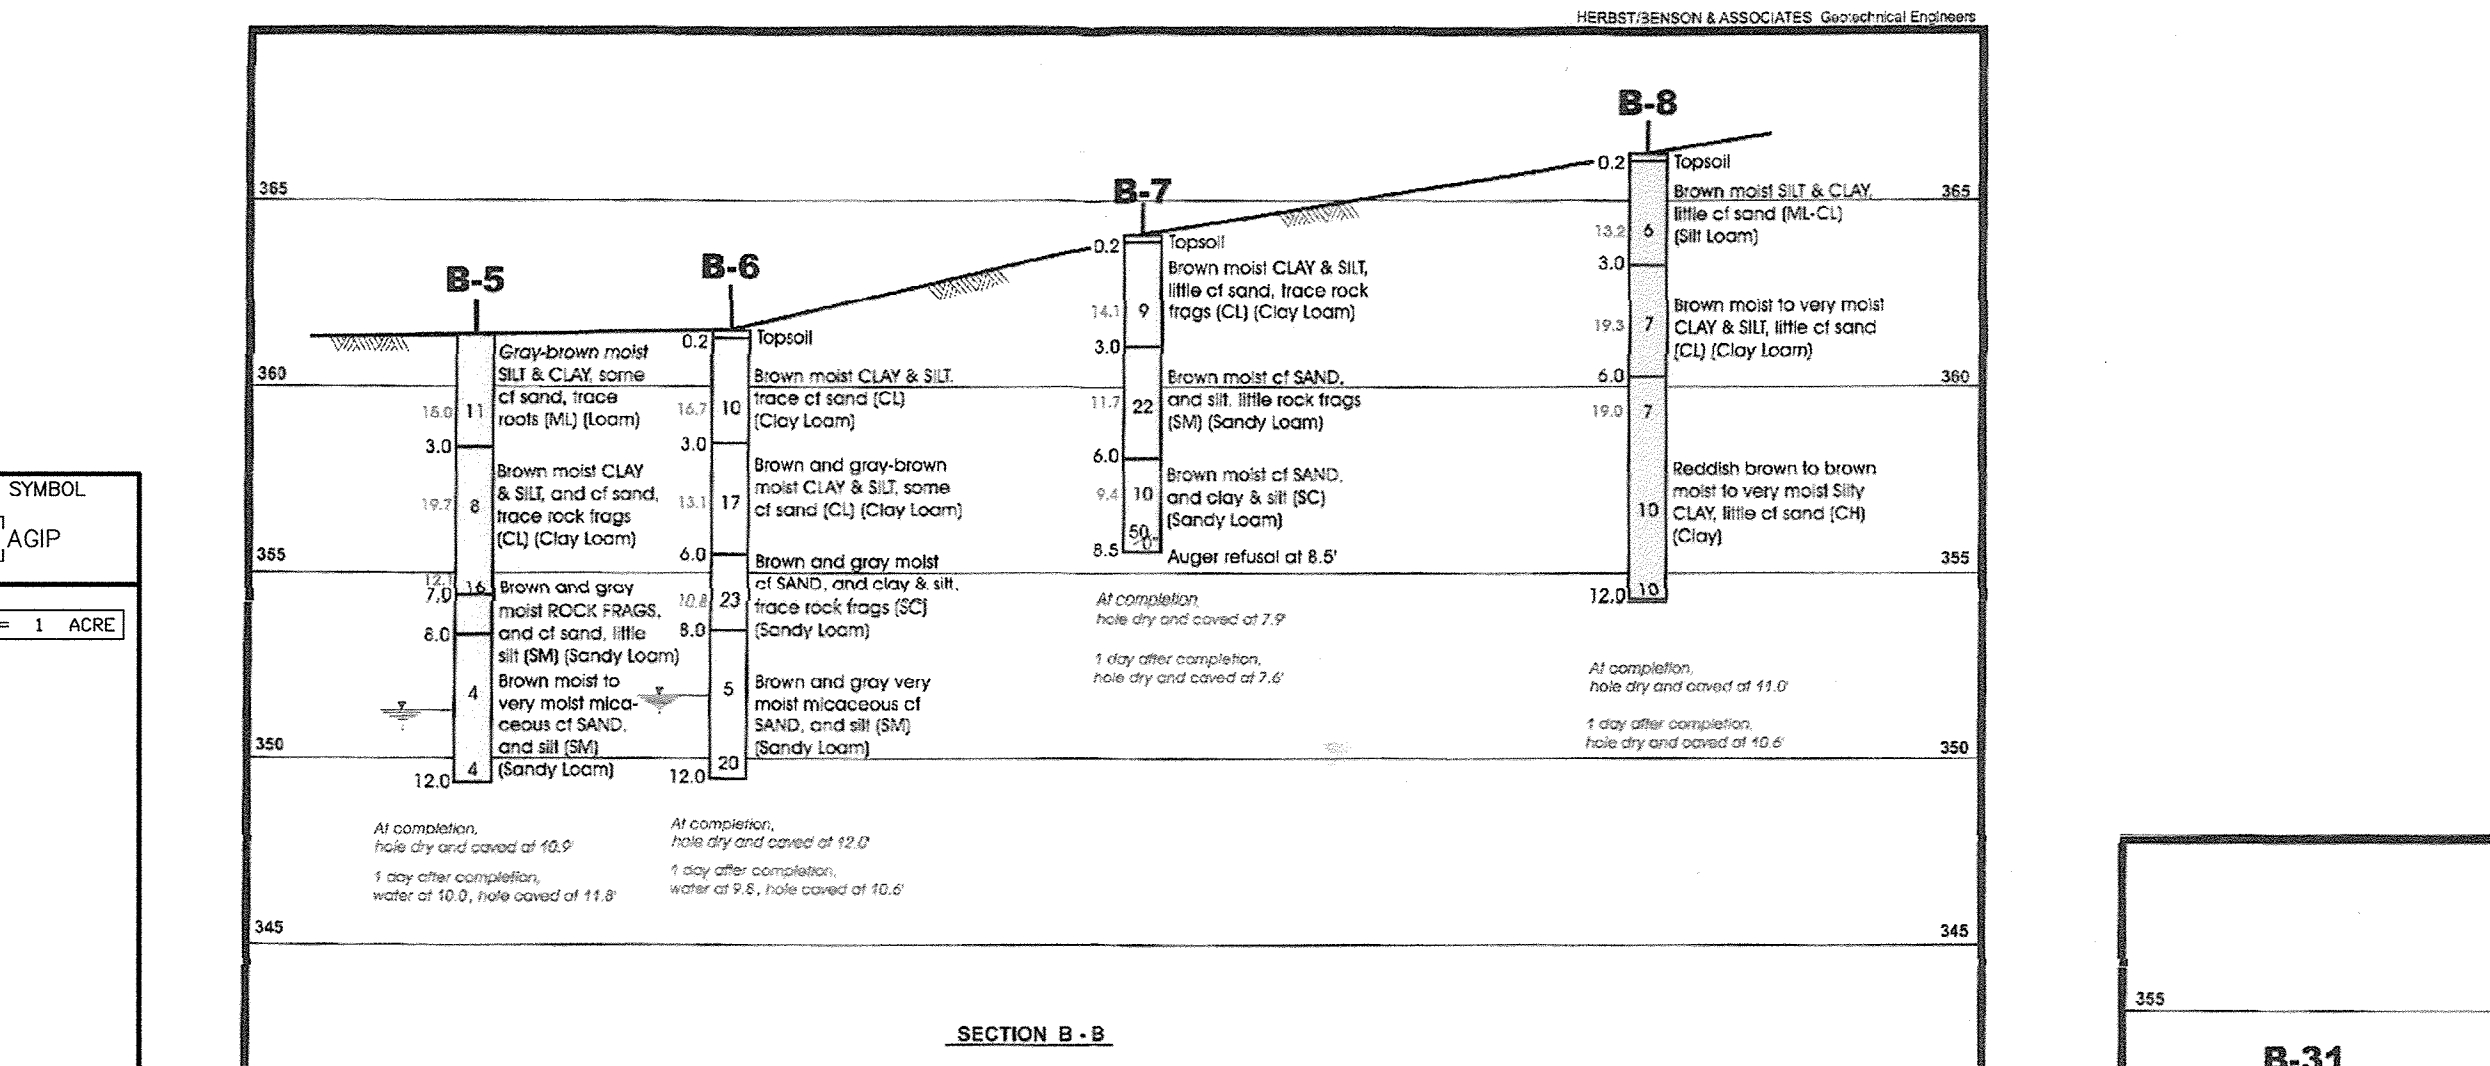 HERBST/BENSON & ASSOCIATES Geotechnical Engineers
SYMBOL
AGIP
= 1 ACRE
365
360
355
350
345
365
360
355
350
345
B-5
Gray-brown moist
SILT & CLAY, some
cf sand, trace
roots (ML) (Loam)
11
3.0
Brown moist CLAY
& SILT, and cf sand,
trace rock frags
(CL) (Clay Loam)
19.7
8
12.1
16
7.0
Brown and gray
moist ROCK FRAGS,
and cf sand, little
silt (SM) (Sandy Loam)
8.0
Brown moist to
very moist mica-
ceous cf SAND,
and silt (SM)
(Sandy Loam)
4
4
12.0
At completion,
hole dry and caved at 10.9'
1 day after completion,
water at 10.0, hole caved at 11.8'
B-6
0.2
Topsoil
Brown moist CLAY & SILT,
trace cf sand (CL)
(Clay Loam)
16.7
10
3.0
Brown and gray-brown
moist CLAY & SILT, some
cf sand (CL) (Clay Loam)
13.1
17
6.0
Brown and gray moist
cf SAND, and clay & silt,
trace rock frags (SC)
(Sandy Loam)
10.8
23
8.0
Brown and gray very
moist micaceous cf
SAND, and silt (SM)
(Sandy Loam)
5
20
12.0
At completion,
hole dry and caved at 12.0'
1 day after completion,
water at 9.8, hole caved at 10.6'
B-7
0.2
Topsoil
Brown moist CLAY & SILT,
little cf sand, trace rock
frags (CL) (Clay Loam)
14.1
9
3.0
Brown moist cf SAND,
and silt, little rock frags
(SM) (Sandy Loam)
11.7
22
6.0
Brown moist cf SAND,
and clay & silt (SC)
(Sandy Loam)
9.4
10
50
0"
8.5
Auger refusal at 8.5'
At completion,
hole dry and caved at 7.9'
1 day after completion,
hole dry and caved at 7.6'
B-8
0.2
Topsoil
Brown moist SILT & CLAY,
little cf sand (ML-CL)
(Silt Loam)
13.2
6
3.0
Brown moist to very moist
CLAY & SILT, little cf sand
(CL) (Clay Loam)
19.3
7
6.0
19.0
7
Reddish brown to brown
moist to very moist Silty
CLAY, little cf sand (CH)
(Clay)
10
10
12.0
At completion,
hole dry and caved at 11.0'
1 day after completion,
hole dry and caved at 10.6'
SECTION B - B
355
B-31